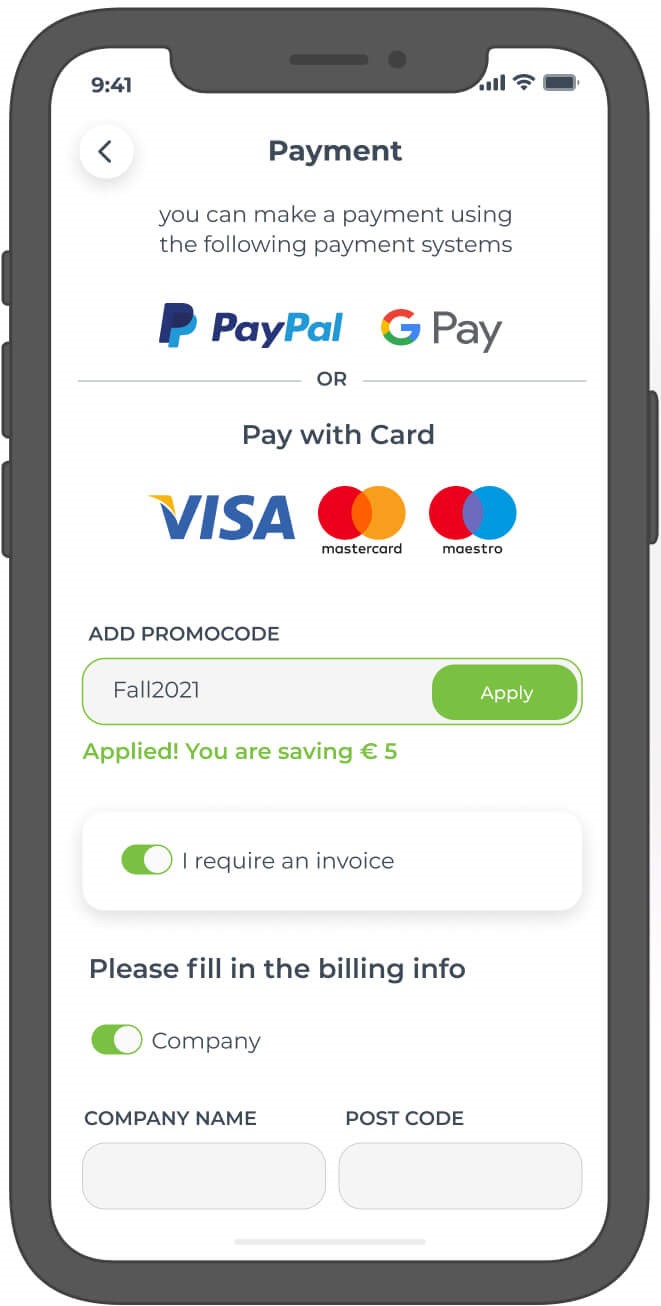 9:41
Payment
you can make a payment using
the following payment systems
PayPal G Pay
OR
Pay with Card
VISA mastercard maestro
ADD PROMOCODE
Fall2021 Apply
Applied! You are saving € 5
I require an invoice
Please fill in the billing info
Company
COMPANY NAME POST CODE